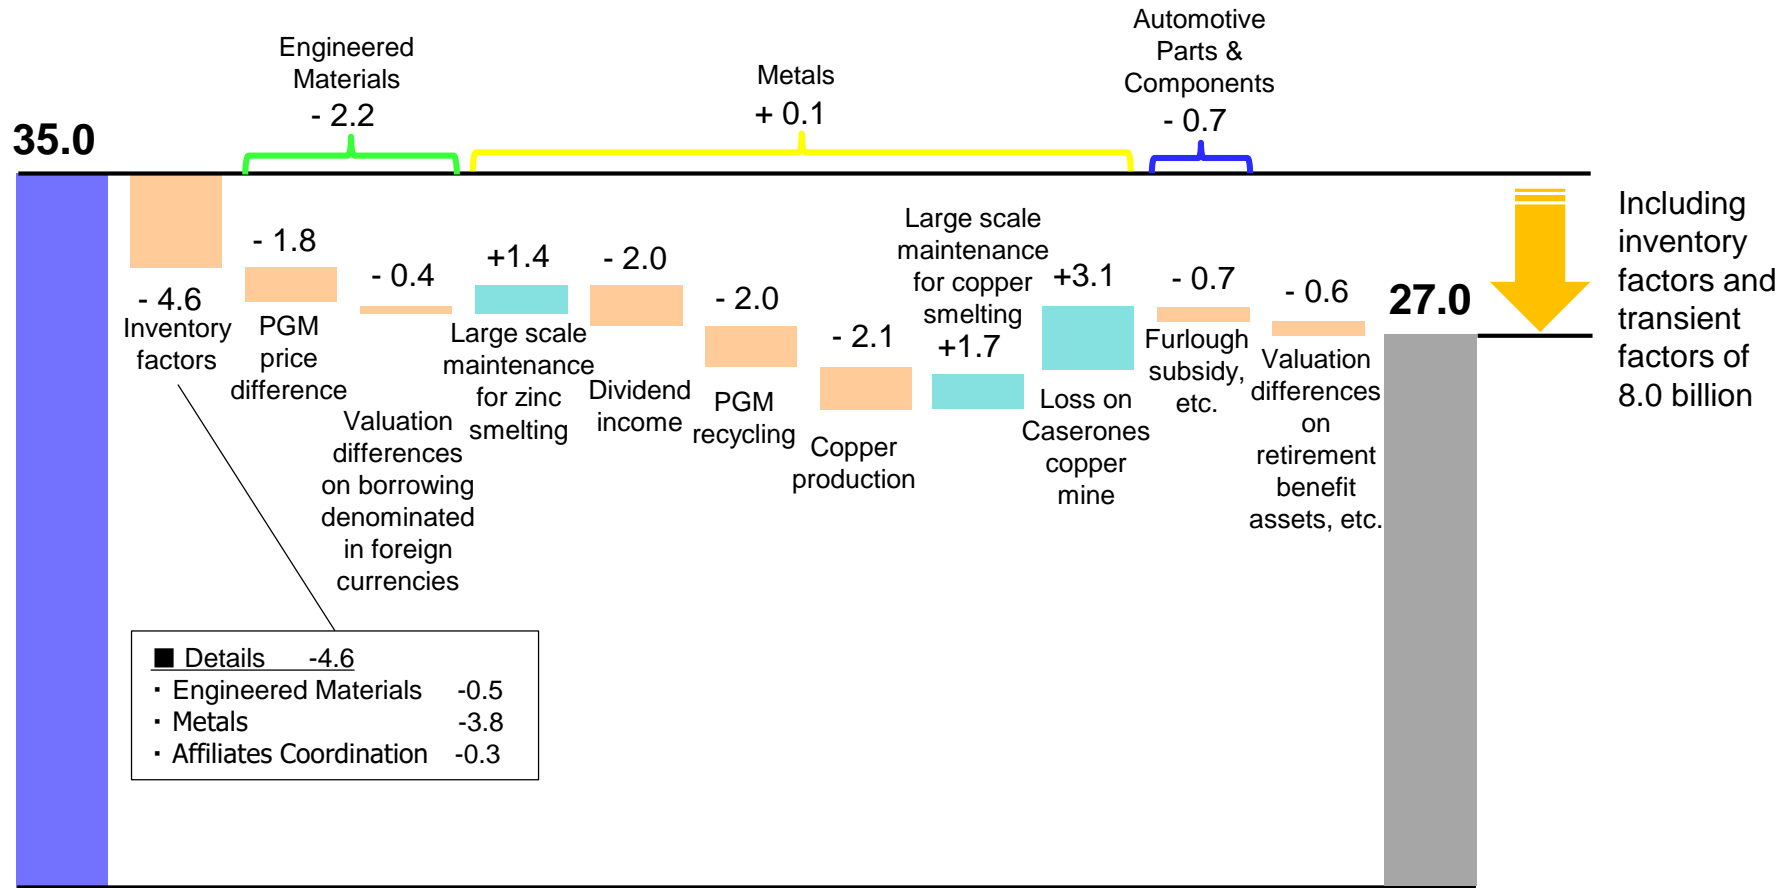 Engineered
Materials
- 2.2
Metals
+ 0.1
Automotive
Parts &
Components
- 0.7
35.0
- 4.6
Inventory
factors
- 1.8
PGM
price
difference
- 0.4
Valuation
differences
on borrowing
denominated
in foreign
currencies
+1.4
Large scale
maintenance
for zinc
smelting
- 2.0
Dividend
income
- 2.0
PGM
recycling
- 2.1
Copper
production
Large scale
maintenance
for copper
smelting
+1.7
+3.1
Loss on
Caserones
copper
mine
- 0.7
Furlough
subsidy,
etc.
- 0.6
Valuation
differences
on
retirement
benefit
assets, etc.
27.0
Including
inventory
factors and
transient
factors of
8.0 billion
■ Details -4.6
・Engineered Materials -0.5
・Metals -3.8
・Affiliates Coordination -0.3